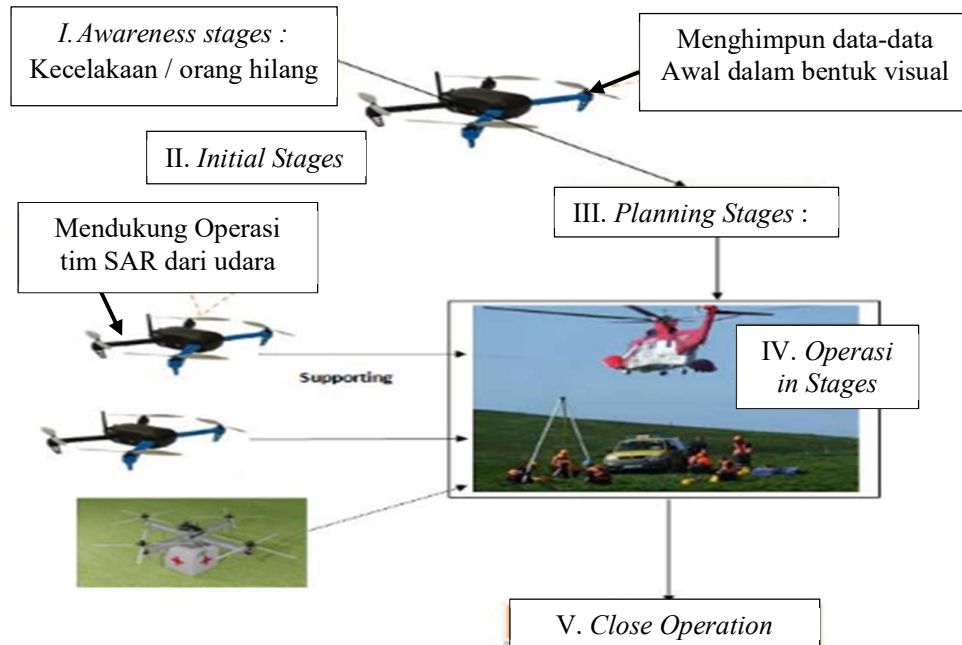 I. Awareness stages :
Kecelakaan / orang hilang
Menghimpun data-data
Awal dalam bentuk visual
II. Initial Stages
III. Planning Stages :
Mendukung Operasi
tim SAR dari udara
Supporting
IV. Operasi
in Stages
V. Close Operation